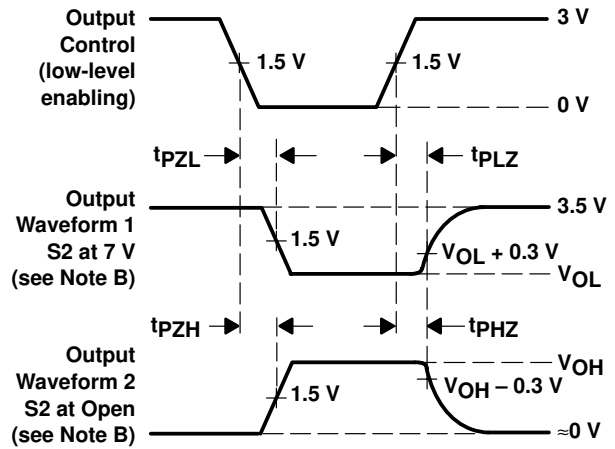 Output
Control
(low-level
enabling)
1.5 V
1.5 V
3 V
0 V
tPZL
tPLZ
Output
Waveform 1
S2 at 7 V
(see Note B)
1.5 V
3.5 V
VOL + 0.3 V
VOL
tPZH
tPHZ
Output
Waveform 2
S2 at Open
(see Note B)
1.5 V
VOH
VOH – 0.3 V
≈0 V